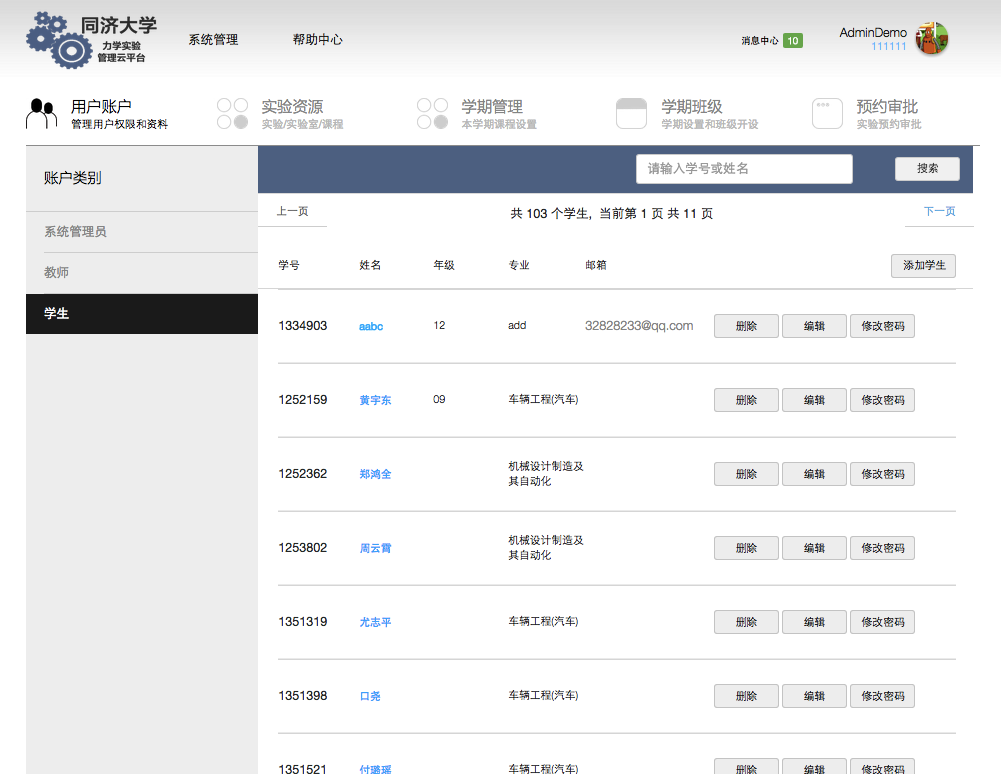 同济大学
力学实验
管理云平台
系统管理
帮助中心
消息中心 10
AdminDemo
111111
用户账户
管理用户权限和资料
实验资源
实验/实验室/课程
学期管理
本学期课程设置
学期班级
学期设置和班级开设
预约审批
实验预约审批
账户类别
系统管理员
教师
学生
请输入学号或姓名
搜索
上一页
共 103 个学生, 当前第 1 页 共 11 页
下一页
学号 姓名 年级 专业 邮箱 添加学生
1334903 aabc 12 add 32828233@qq.com 删除 编辑 修改密码
1252159 黄宇东 09 车辆工程(汽车) 删除 编辑 修改密码
1252362 郑鸿全 机械设计制造及 删除 编辑 修改密码
其自动化
1253802 周云霄 机械设计制造及 删除 编辑 修改密码
其自动化
1351319 尤志平 车辆工程(汽车) 删除 编辑 修改密码
1351398 口尧 车辆工程(汽车) 删除 编辑 修改密码
1351521 付璐瑶 车辆工程(汽车) 删除 编辑 修改密码